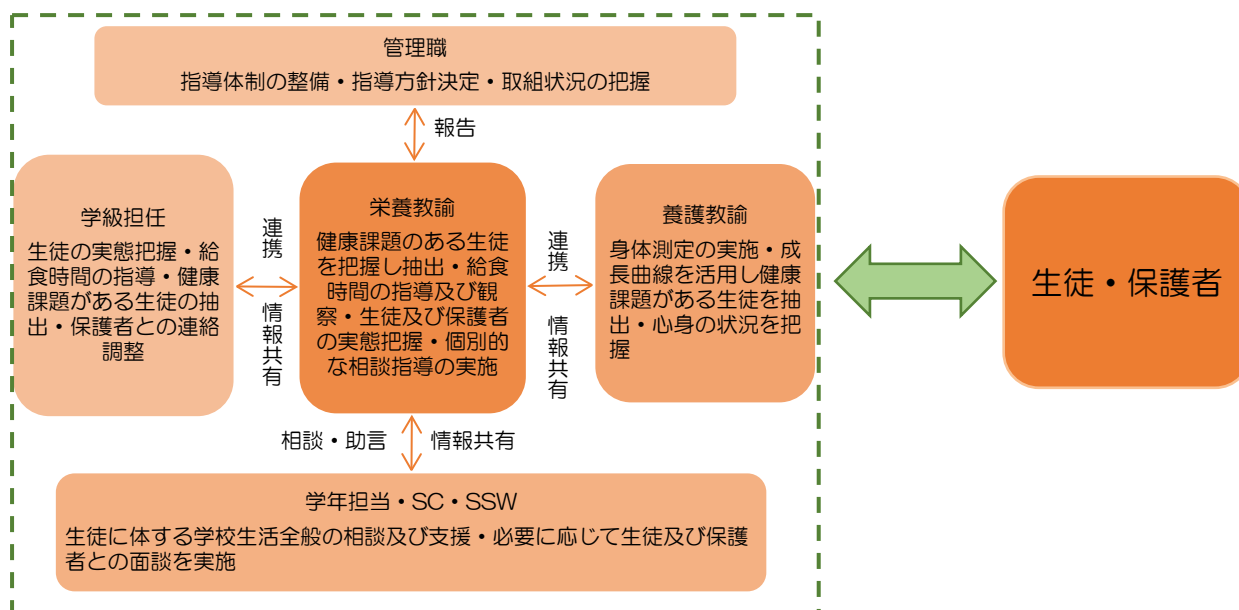 管理職
指導体制の整備・指導方針決定・取組状況の把握
報告
学級担任
生徒の実態把握・給
食時間の指導・健康
課題がある生徒の抽
出・保護者との連絡
調整
連携
情報共有
栄養教諭
健康課題のある生徒
を把握し抽出・給食
時間の指導及び観
察・生徒及び保護者
の実態把握・個別的
な相談指導の実施
連携
情報共有
養護教諭
身体測定の実施・成
長曲線を活用し健康
課題がある生徒を抽
出・心身の状況を把
握
生徒・保護者
相談・助言
情報共有
学年担当・SC・SSW
生徒に体する学校生活全般の相談及び支援・必要に応じて生徒及び保護
者との面談を実施